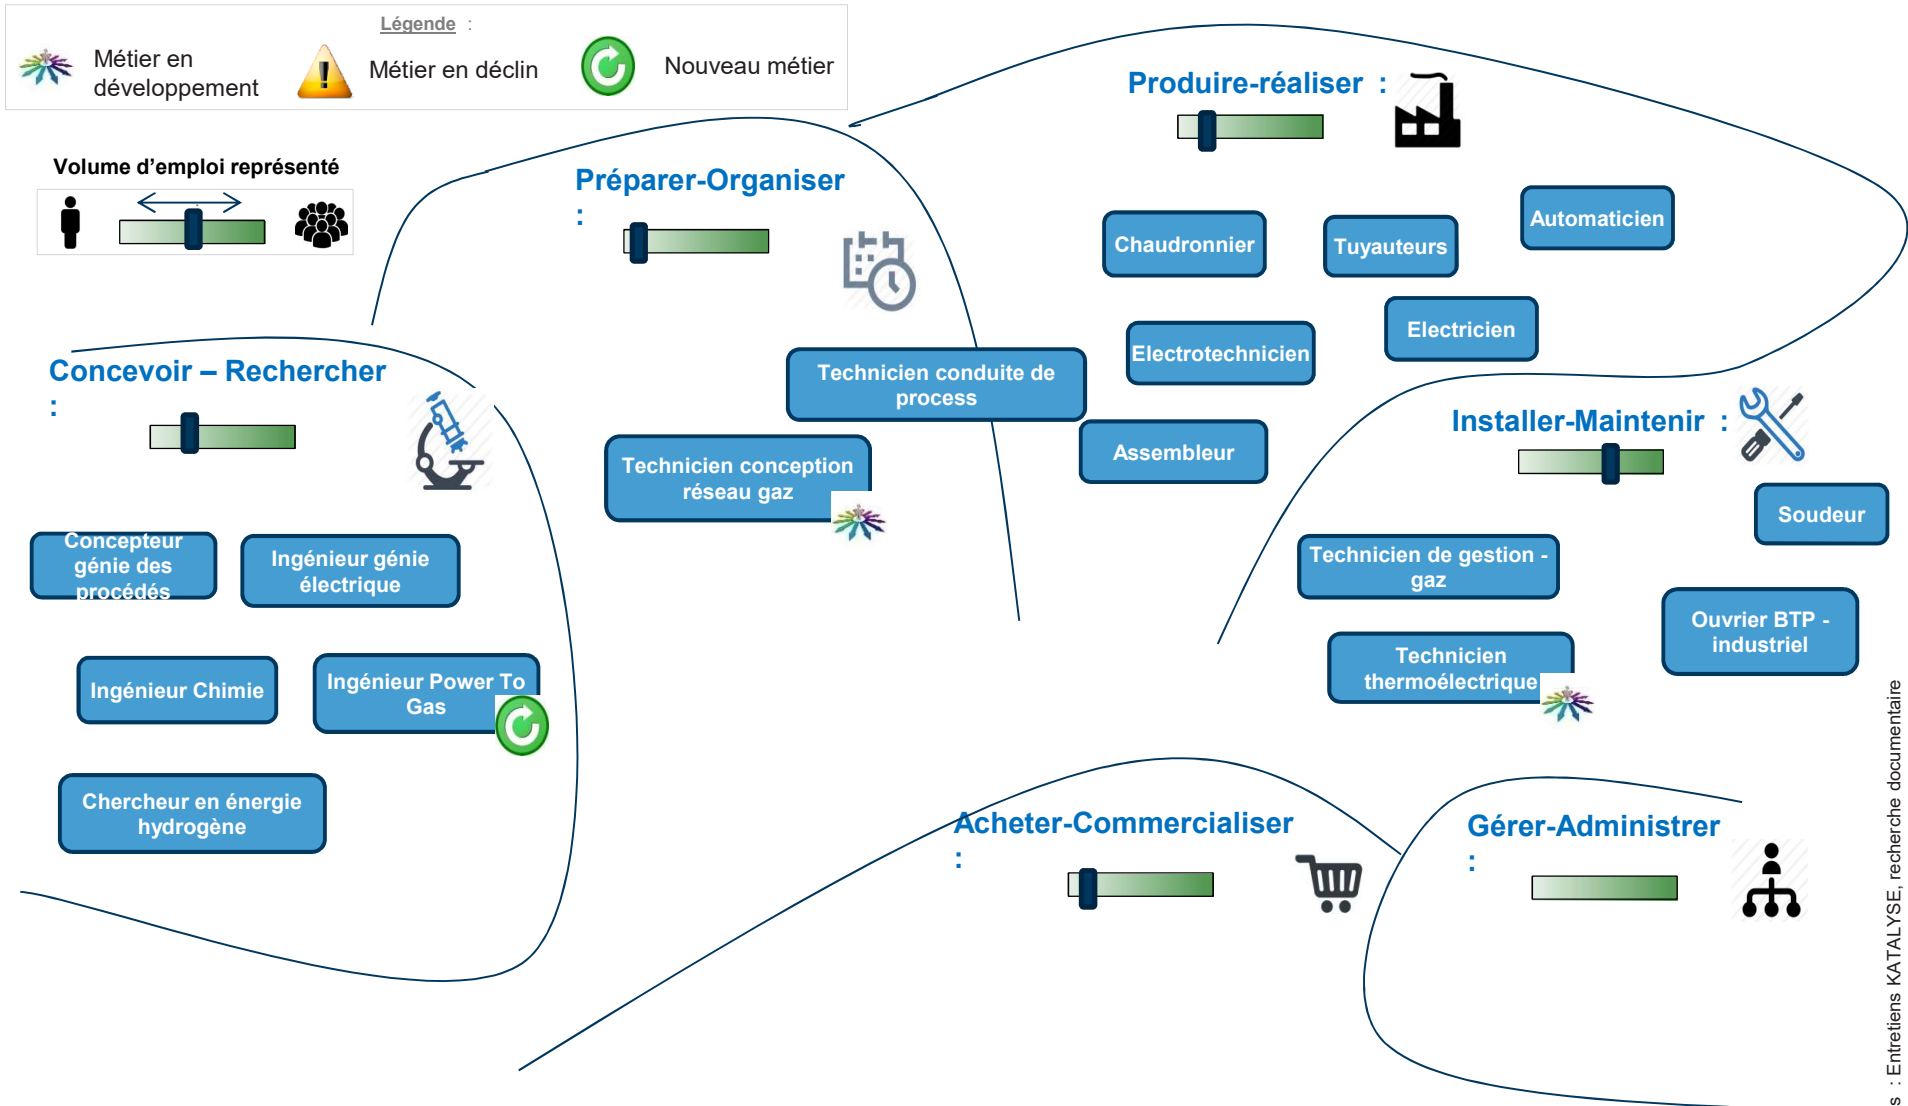 Légende :
Métier en
développement
Métier en déclin
Nouveau métier
Volume d'emploi représenté
Produire-réaliser :
Préparer-Organiser
:
Chaudronnier
Tuyauteurs
Automaticien
Electrotechnicien
Electricien
Technicien conduite de
process
Assembleur
Technicien conception
réseau gaz
Concevoir – Rechercher
:
Concepteur
génie des
procédés
Ingénieur génie
électrique
Ingénieur Chimie
Ingénieur Power To
Gas
Chercheur en énergie
hydrogène
Installer-Maintenir :
Soudeur
Technicien de gestion -
gaz
Ouvrier BTP -
industriel
Technicien
thermoélectrique
Acheter-Commercialiser
:
Gérer-Administrer
:
s : Entretiens KATALYSE, recherche documentaire